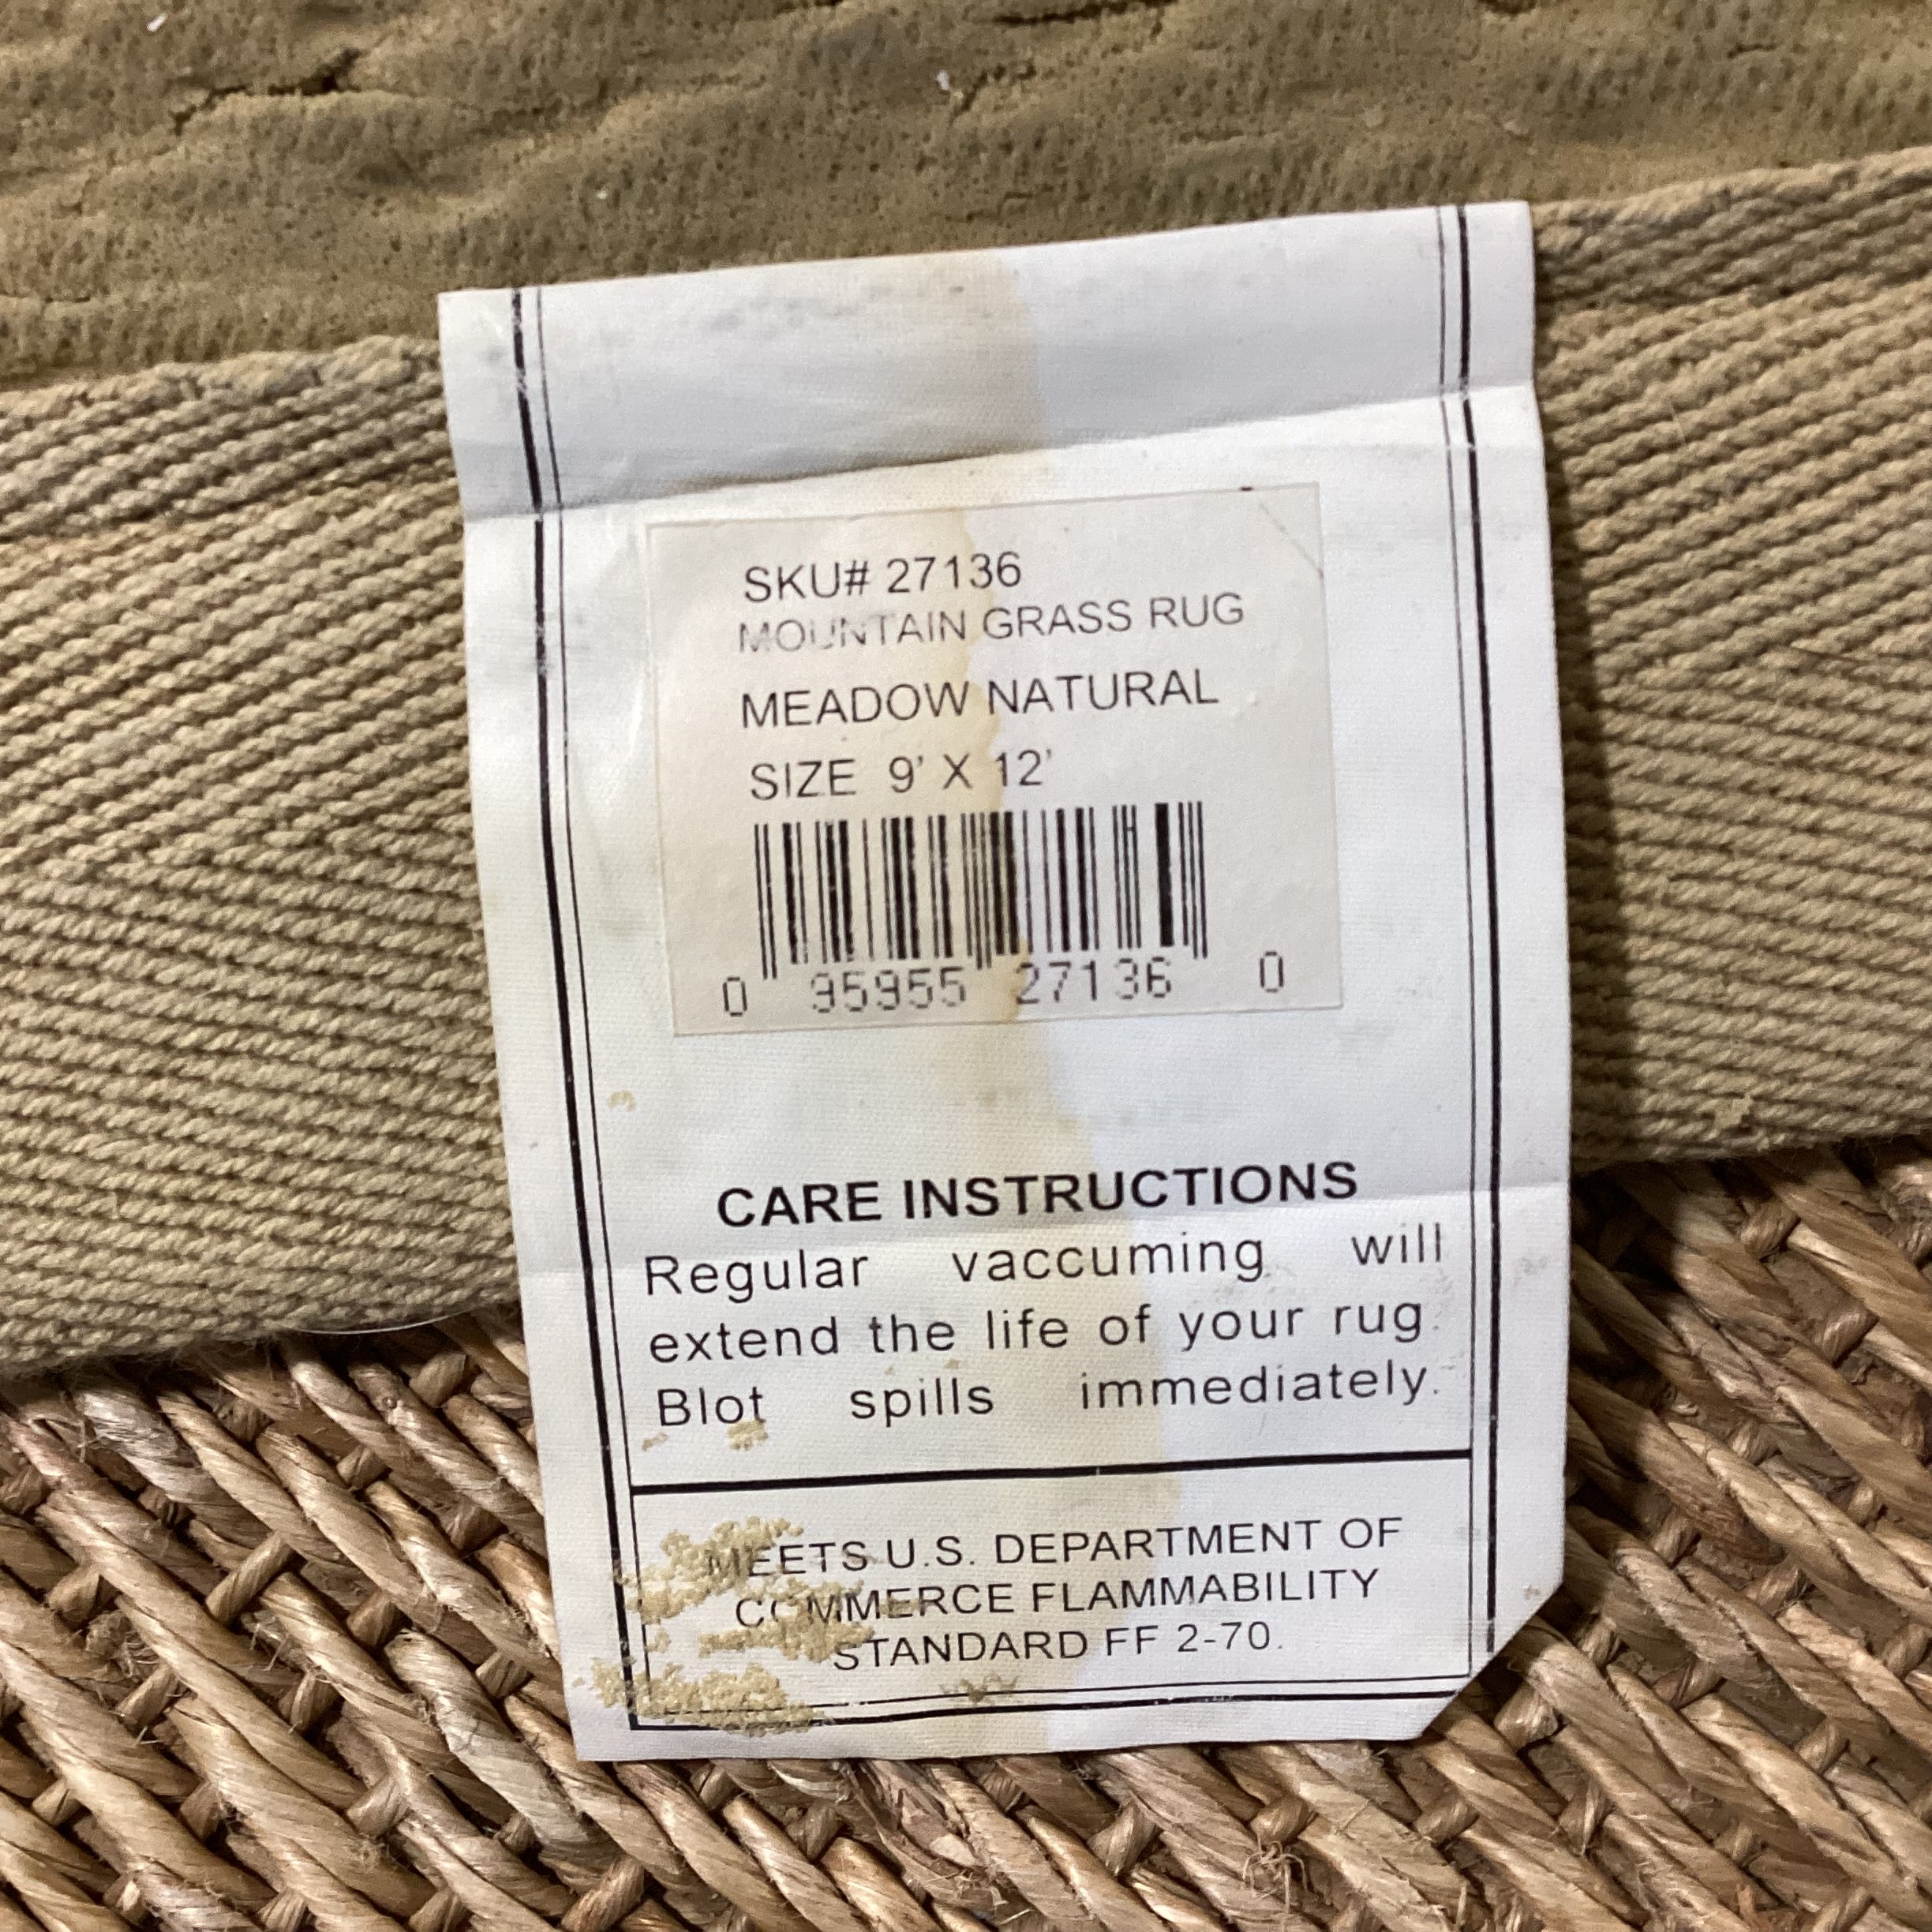 SKU# 27136
MOUNTAIN GRASS RUG
MEADOW NATURAL
SIZE 9' X 12'
0 95955 27136 0
CARE INSTRUCTIONS
Regular vaccuming will
extend the life of your rug.
Blot spills immediately.
MEETS U.S. DEPARTMENT OF
COMMERCE FLAMMABILITY
STANDARD FF 2-70.